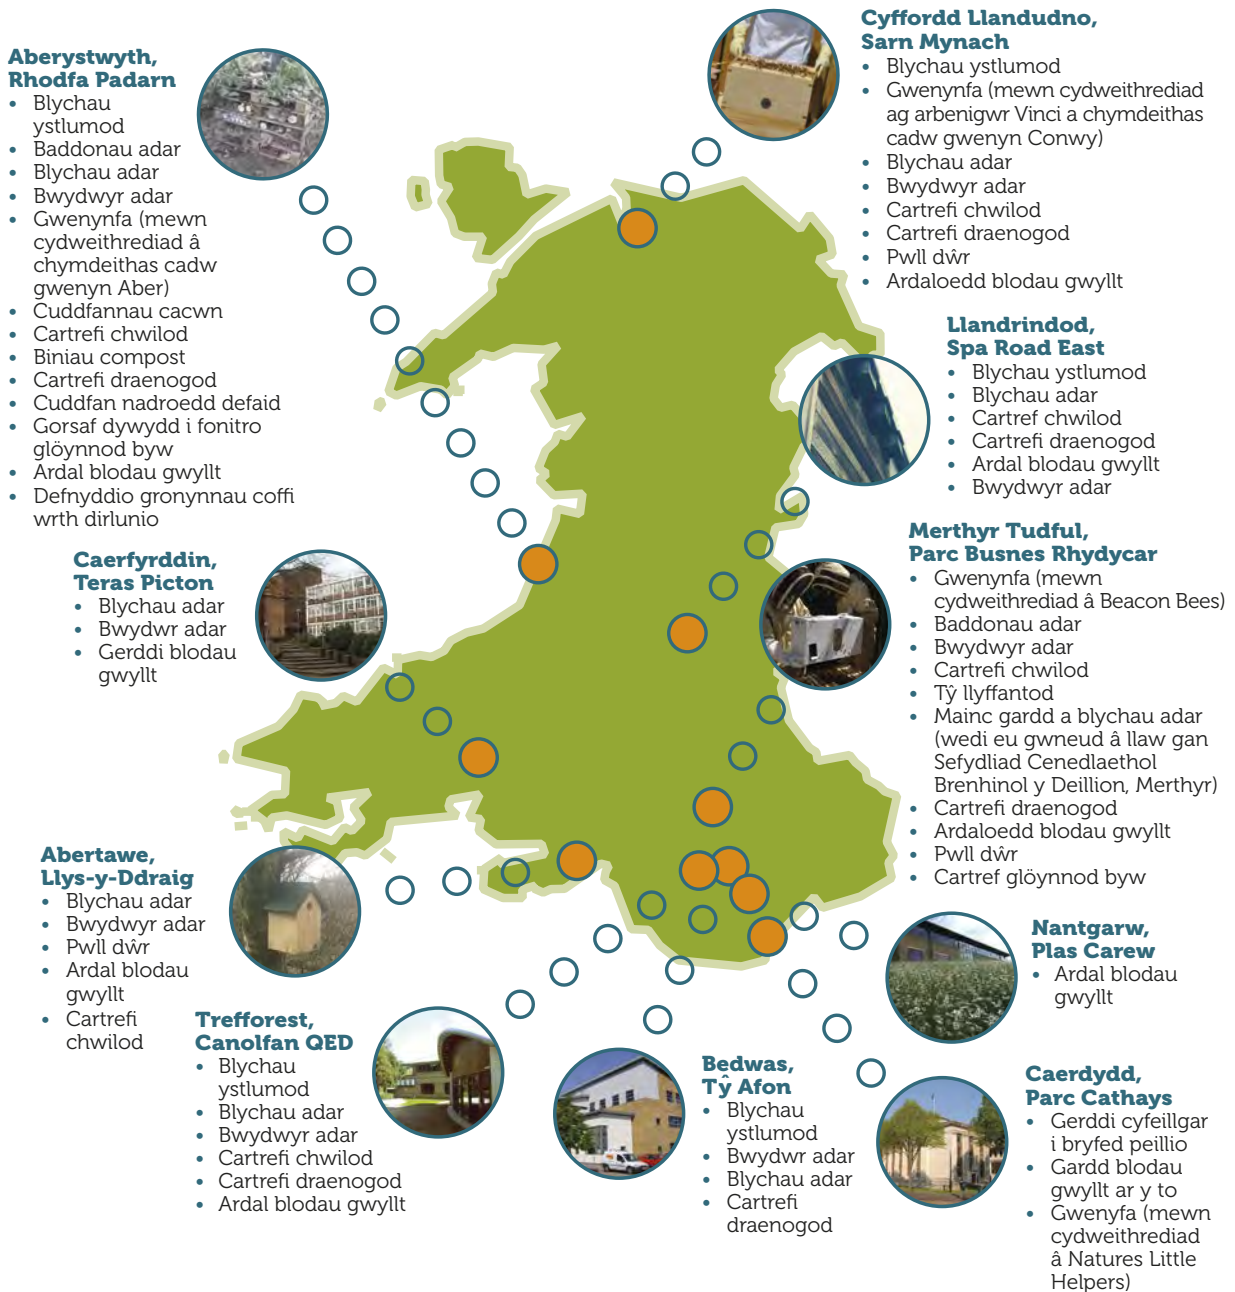 Aberystwyth,
Rhodfa Padarn
• Blychau
ystlumod
• Baddonau adar
• Blychau adar
• Bwydwyr adar
• Gwenynfa (mewn
cydweithrediad â
chymdeithas cadw
gwenyn Aber)
• Cuddfannau cacwn
• Cartrefi chwilod
• Biniau compost
• Cartrefi draenogod
• Cuddfan nadroedd defaid
• Gorsaf dywydd i fonitro
glöynnod byw
• Ardal blodau gwyllt
• Defnyddio gronynnau coffi
wrth dirlunio
Cyffordd Llandudno,
Sarn Mynach
• Blychau ystlumod
• Gwenynfa (mewn cydweithrediad
ag arbenigwr Vinci a chymdeithas
cadw gwenyn Conwy)
• Blychau adar
• Bwydwyr adar
• Cartrefi chwilod
• Cartrefi draenogod
• Pwll dŵr
• Ardaloedd blodau gwyllt
Llandrindod,
Spa Road East
• Blychau ystlumod
• Blychau adar
• Cartref chwilod
• Cartrefi draenogod
• Ardal blodau gwyllt
• Bwydwyr adar
Caerfyrddin,
Teras Picton
• Blychau adar
• Bwydwr adar
• Gerddi blodau
gwyllt
Merthyr Tudful,
Parc Busnes Rhydycar
• Gwenynfa (mewn
cydweithrediad â Beacon Bees)
• Baddonau adar
• Bwydwyr adar
• Cartrefi chwilod
• Tŷ llyffantod
• Mainc gardd a blychau adar
(wedi eu gwneud â llaw gan
Sefydliad Cenedlaethol
Brenhinol y Deillion, Merthyr)
• Cartrefi draenogod
• Ardaloedd blodau gwyllt
• Pwll dŵr
• Cartref glöynnod byw
Abertawe,
Llys-y-Ddraig
• Blychau adar
• Bwydwyr adar
• Pwll dŵr
• Ardal blodau
gwyllt
• Cartrefi
chwilod
Nantgarw,
Plas Carew
• Ardal blodau
gwyllt
Trefforest,
Canolfan QED
• Blychau
ystlumod
• Blychau adar
• Bwydwyr adar
• Cartrefi chwilod
• Cartrefi draenogod
• Ardal blodau gwyllt
Bedwas,
Tŷ Afon
• Blychau
ystlumod
• Bwydwr adar
• Blychau adar
• Cartrefi
draenogod
Caerdydd,
Parc Cathays
• Gerddi cyfeillgar
i bryfed peillio
• Gardd blodau
gwyllt ar y to
• Gwenyfa (mewn
cydweithrediad
â Natures Little
Helpers)